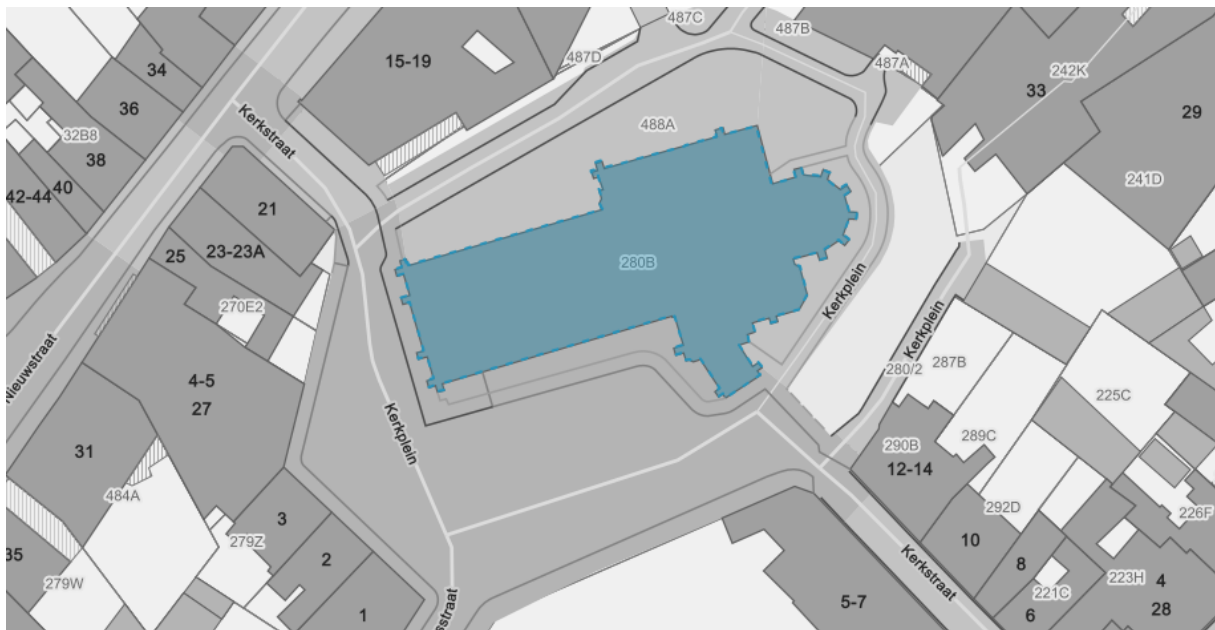 487C
487B
34
15-19
487D
487A
33
242K
29
36
Kerkstraat
32B8
38
488A
40
42-44
241D
21
23-23A
25
280B
270E2
Kerkplein
Kerkplein
Nieuwstraat
4-5
27
280/2
287B
225C
Kerkplein
31
289C
290B
12-14
484A
292D
226F
3
279Z
2
10
35
8
279W
Kerkstraat
221C
223H
4
1
5-7
6
28
sstraat